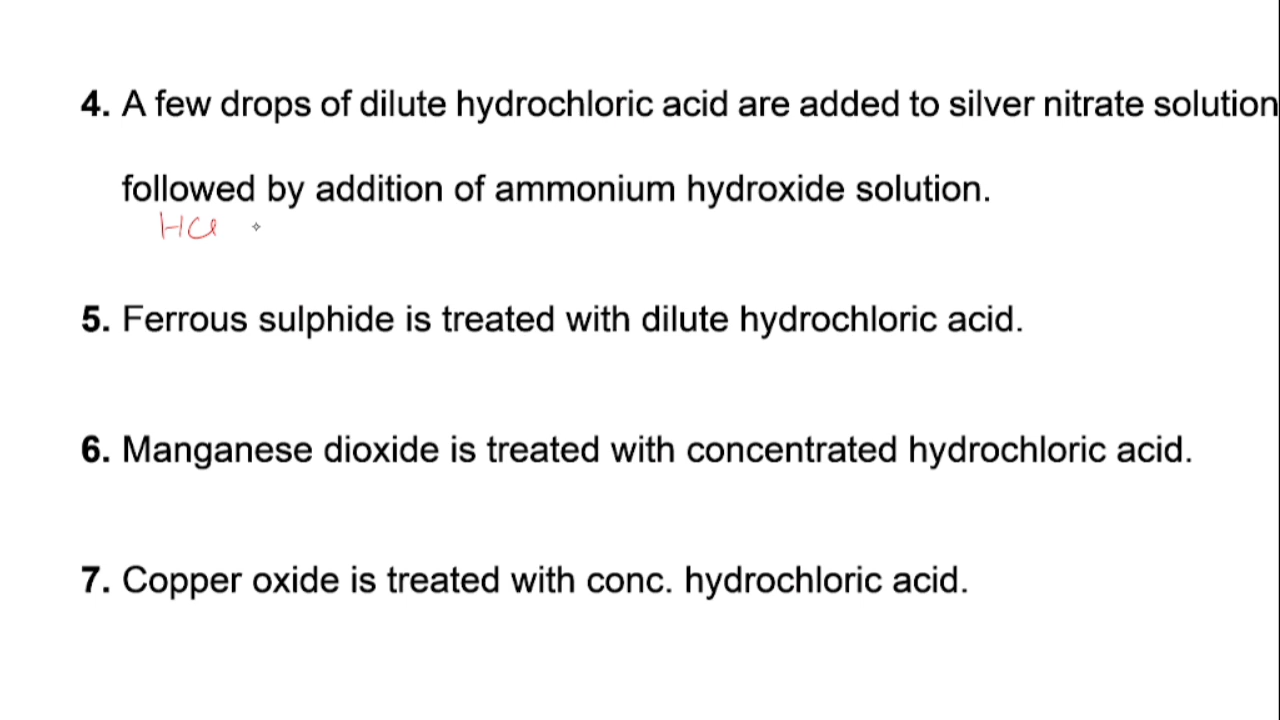 4. A few drops of dilute hydrochloric acid are added to silver nitrate solution
followed by addition of ammonium hydroxide solution.
HCl
5. Ferrous sulphide is treated with dilute hydrochloric acid.
6. Manganese dioxide is treated with concentrated hydrochloric acid.
7. Copper oxide is treated with conc. hydrochloric acid.